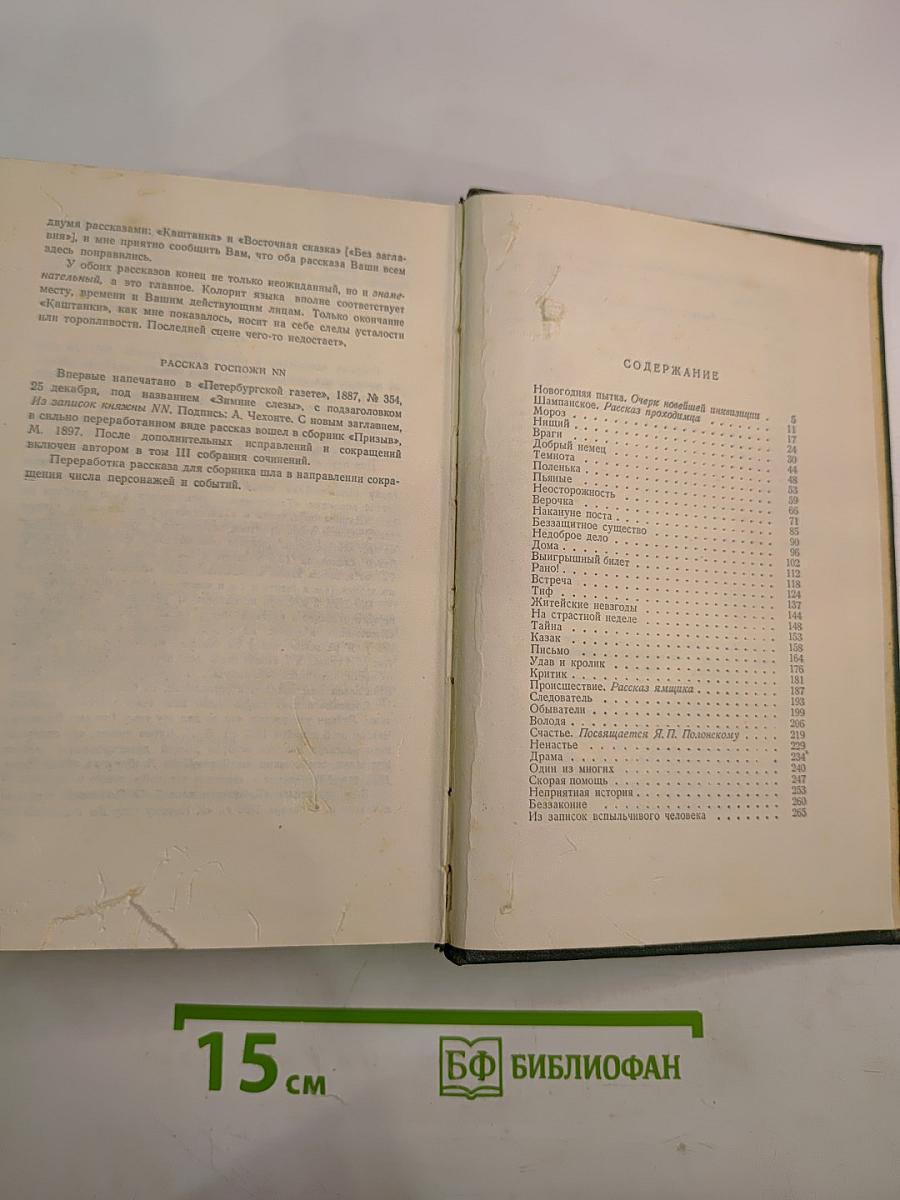 двумя рассказами: «Каштанка» и «Восточная сказка» [«Без загла-
вия»], и мне приятно сообщить Вам, что оба рассказа Ваши всем
здесь понравились.
У обоих рассказов конец не только неожиданный, но и знаме-
нательный, а это главное. Колорит языка вполне соответствует
месту, времени и Вашим действующим лицам. Только окончание
«Каштанки», как мне показалось, носит на себе следы усталости
или торопливости. Последней сцене чего-то недостает».
РАССКАЗ ГОСПОЖИ NN
Впервые напечатано в «Петербургской газете», 1887, № 354,
25 декабря, под названием «Зимние слезы», с подзаголовком
Из записок княжны NN. Подпись: А. Чехонте. С новым заглавием,
в сильно переработанном виде рассказ вошел в сборник «Призыв»,
М. 1897. После дополнительных исправлений и сокращений
включен автором в том III собрания сочинений.
Переработка рассказа для сборника шла в направлении сокра-
щения числа персонажей и событий.
СОДЕРЖАНИЕ
Новогодняя пытка. Очерк новейшей инквизиции . 5
Шампанское. Рассказ проходимца . . . . . . 11
Мороз . . . . . . 17
Нищий . . . . . . 24
Враги . . . . . . 30
Добрый немец . . . . . . 44
Темнота . . . . . . 48
Поленька . . . . . . 53
Пьяные . . . . . . 59
Неосторожность . . . . . . 66
Верочка . . . . . . 71
Накануне поста . . . . . . 85
Беззащитное существо . . . . . . 90
Недоброе дело . . . . . . 96
Дома . . . . . . 102
Выигрышный билет . . . . . . 112
Рано! . . . . . . 118
Встреча . . . . . . 124
Тиф . . . . . . 137
Житейские невзгоды . . . . . . 144
На страстной неделе . . . . . . 148
Тайна . . . . . . 153
Казак . . . . . . 158
Письмо . . . . . . 164
Удав и кролик . . . . . . 176
Критик . . . . . . 181
Происшествие. Рассказ ямщика . . . . . . 187
Следователь . . . . . . 193
Обыватели . . . . . . 199
Володя . . . . . . 206
Счастье. Посвящается Я. П. Полонскому . . . . 219
Ненастье . . . . . . 229
Драма . . . . . . 234
Один из многих . . . . . . 240
Скорая помощь . . . . . . 247
Неприятная история . . . . . . 253
Беззаконие . . . . . . 260
Из записок вспыльчивого человека . . . . . . 265
15 см
БФ БИБЛИОФАН